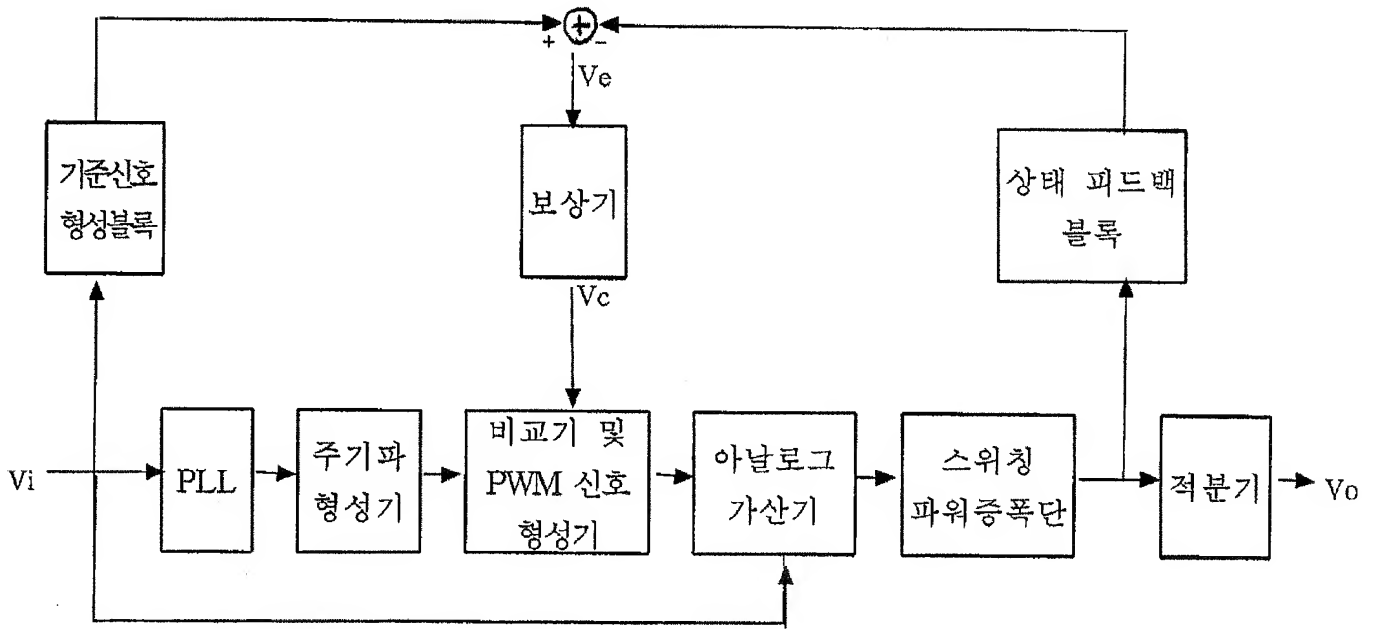 + -
Ve
기준신호
형성블록
보상기
상태 피드백
블록
Vc
Vi
PLL
주기파
형성기
비교기 및
PWM 신호
형성기
아날로그
가산기
스위칭
파워증폭단
적분기
Vo